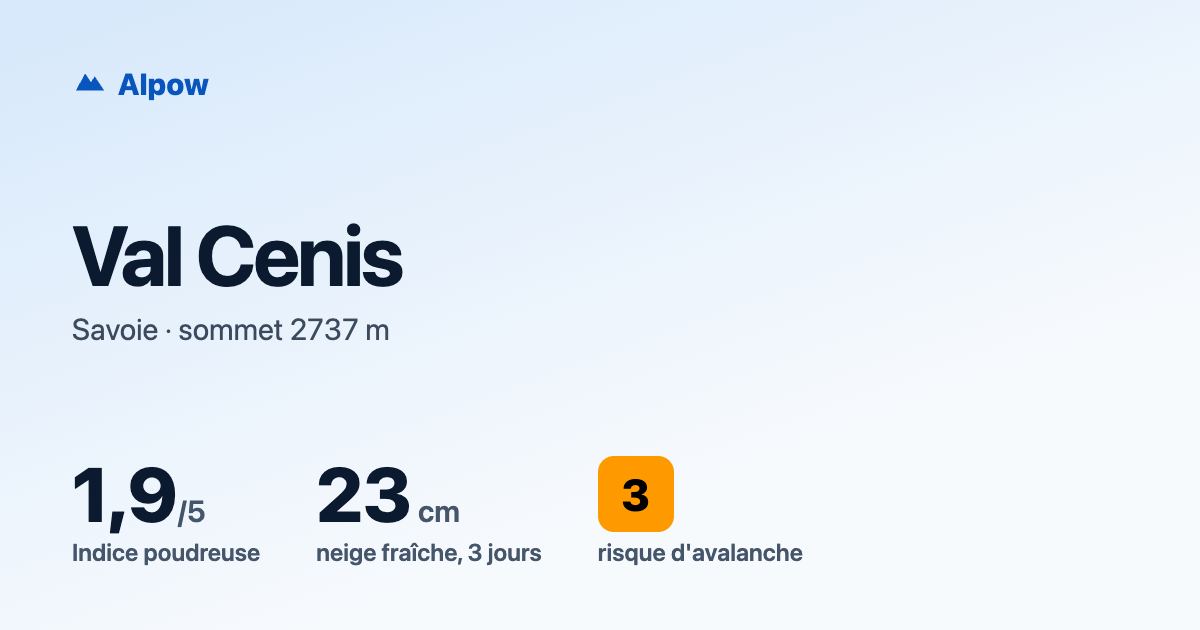 Alpow
Val Cenis
Savoie · sommet 2737 m
1,9/5
Indice poudreuse
23 cm
neige fraîche, 3 jours
3
risque d'avalanche